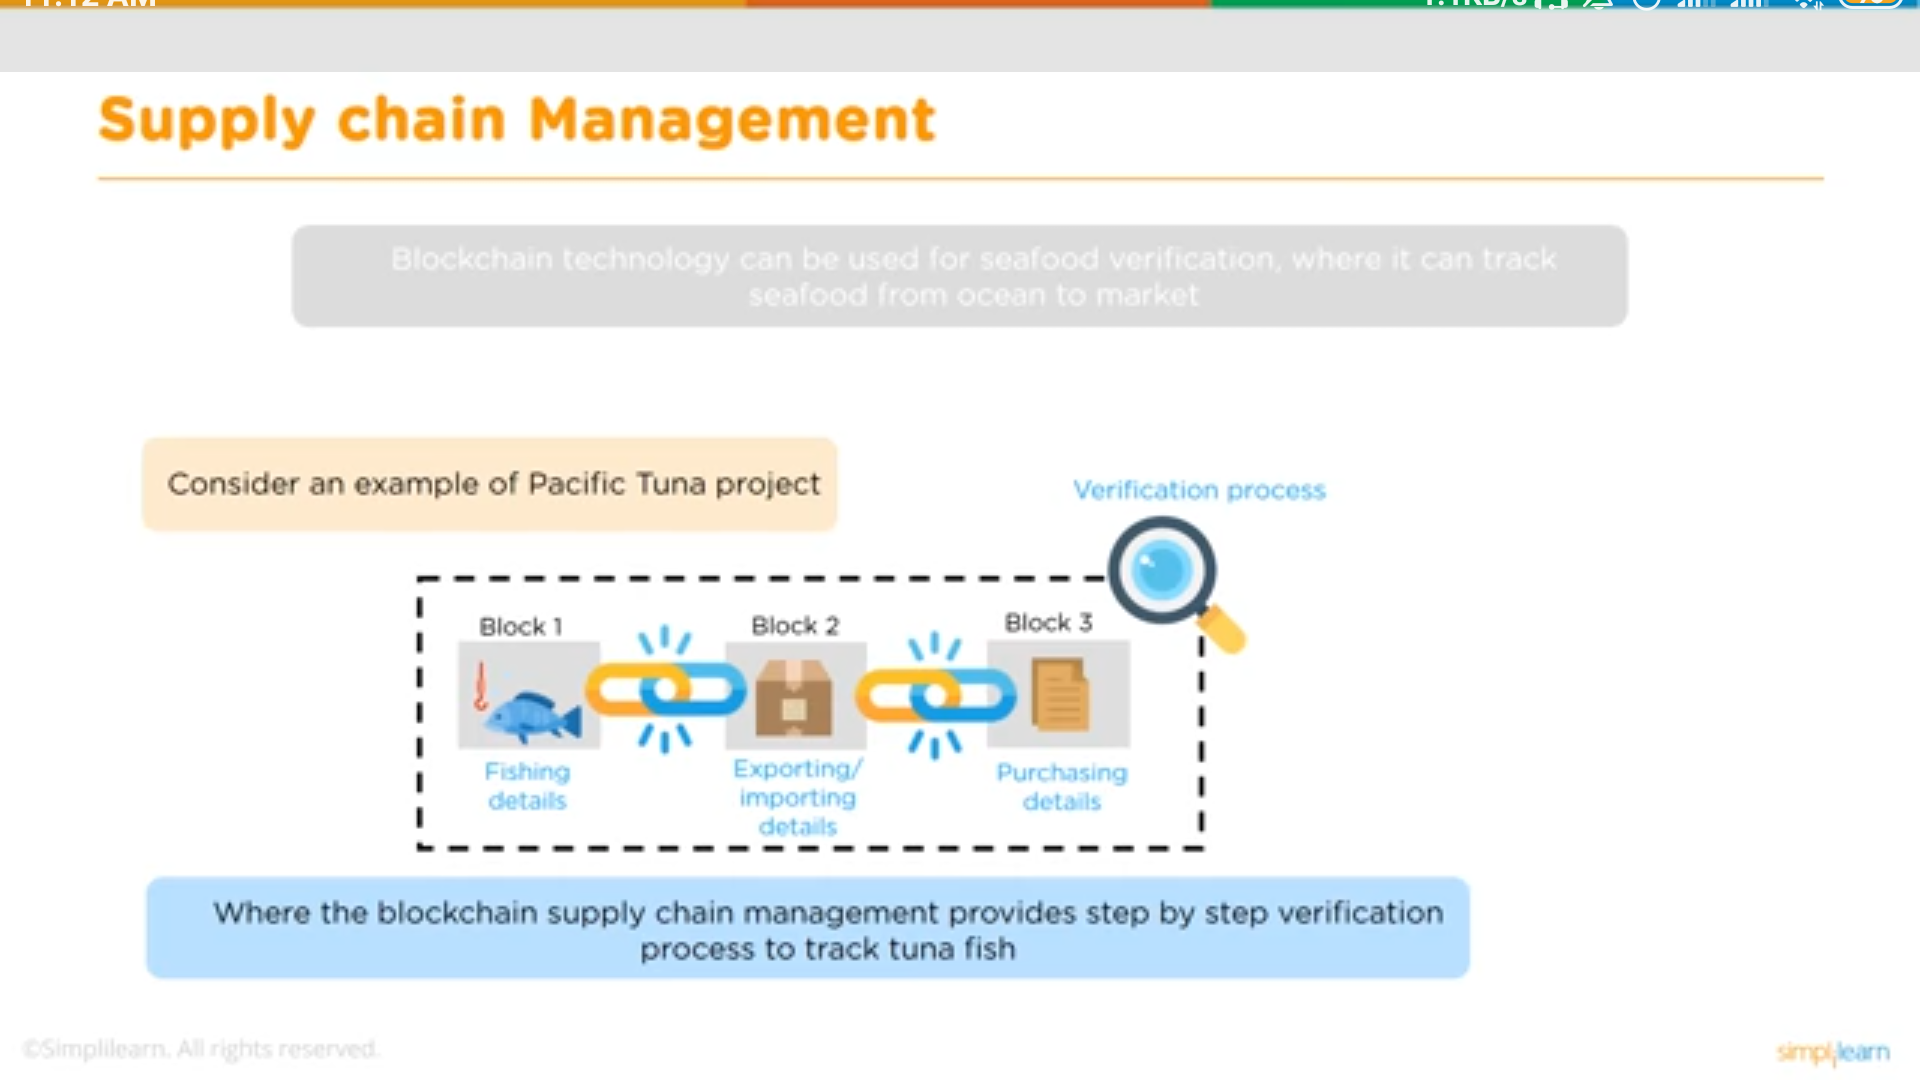 Supply chain Management
Blockchain technology can be used for seafood verification, where it can track
seafood from ocean to market
Consider an example of Pacific Tuna project
Verification process
Block 1
Block 2
Block 3
Fishing
details
Exporting/
importing
details
Purchasing
details
Where the blockchain supply chain management provides step by step verification
process to track tuna fish
©Simplilearn. All rights reserved.
simplilearn